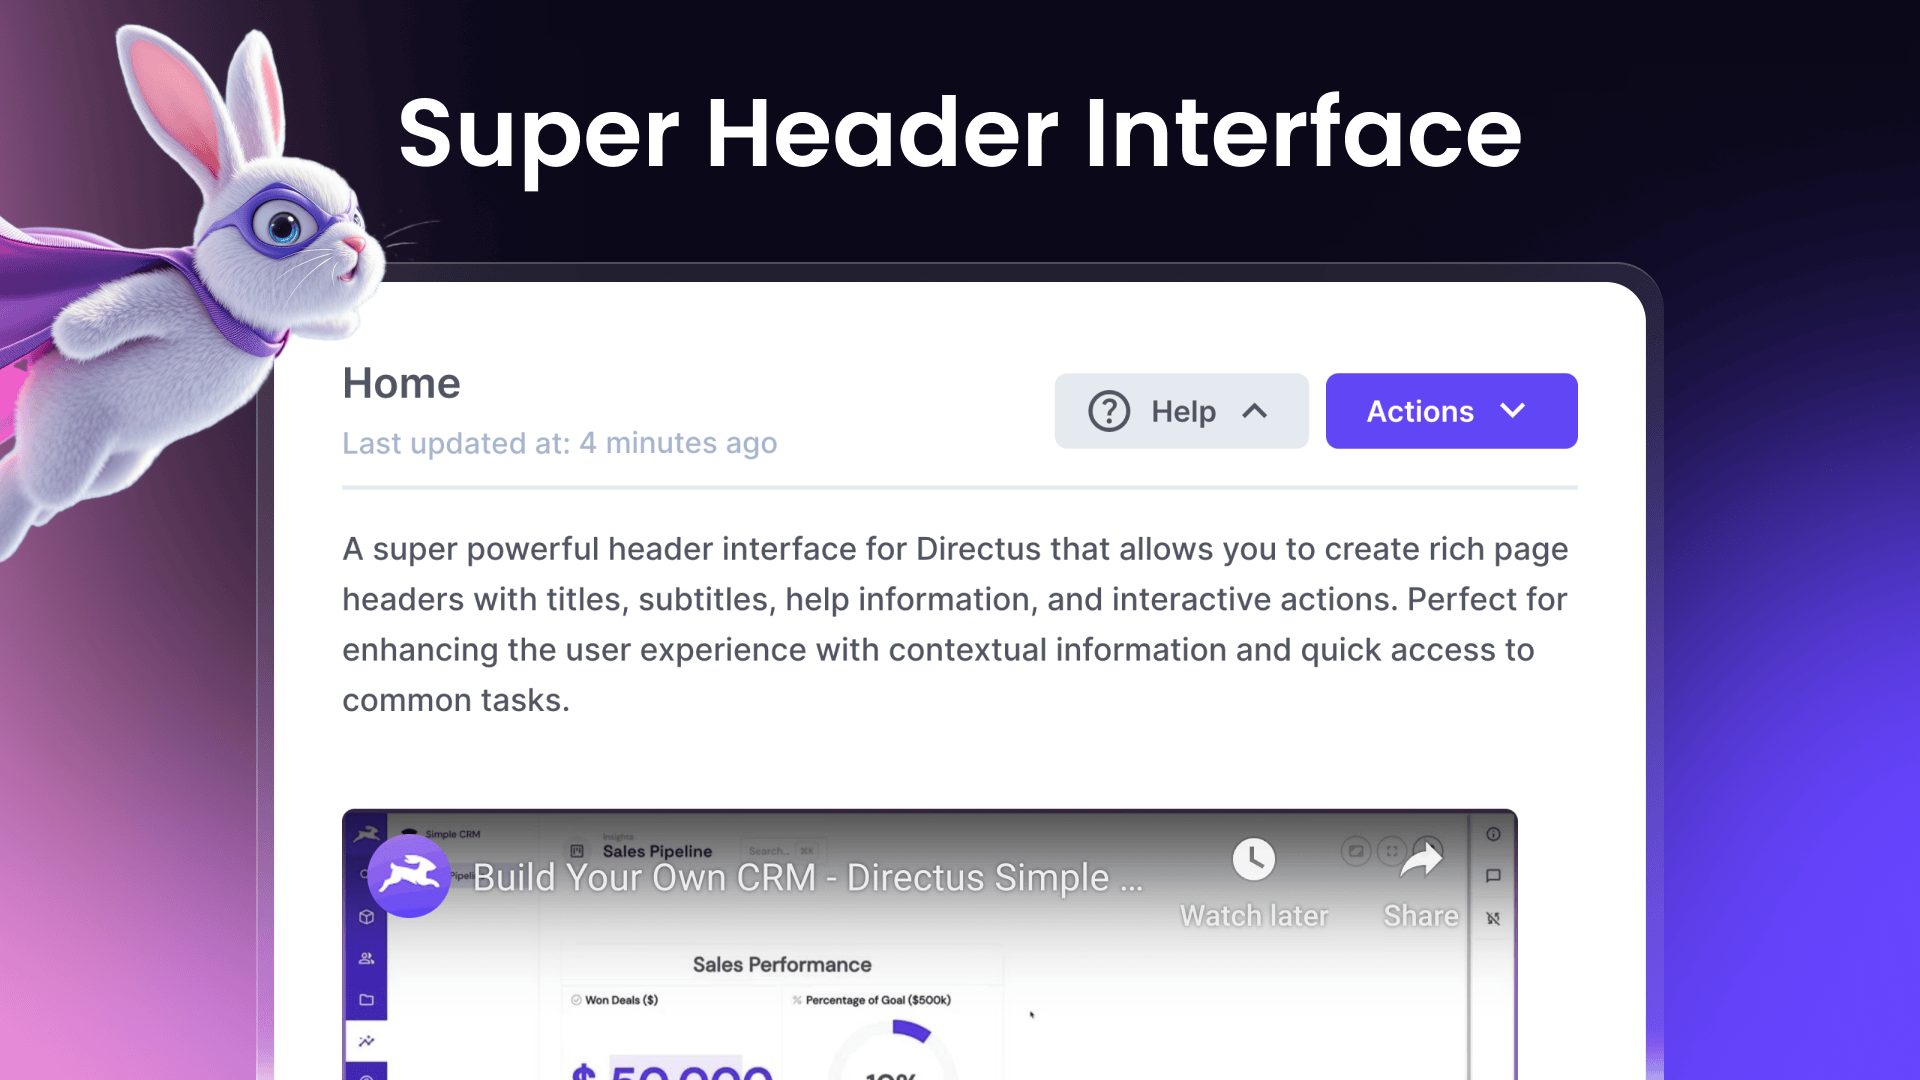 Super Header Interface
Home
Last updated at: 4 minutes ago
Help
Actions
A super powerful header interface for Directus that allows you to create rich page
headers with titles, subtitles, help information, and interactive actions. Perfect for
enhancing the user experience with contextual information and quick access to
common tasks.
Simple CRM
Insights
Sales Pipeline
Search... ⌘K
Build Your Own CRM - Directus Simple ...
Watch later
Share
Sales Performance
Won Deals ($)
% Percentage of Goal ($500k)
$ 50,000
10%